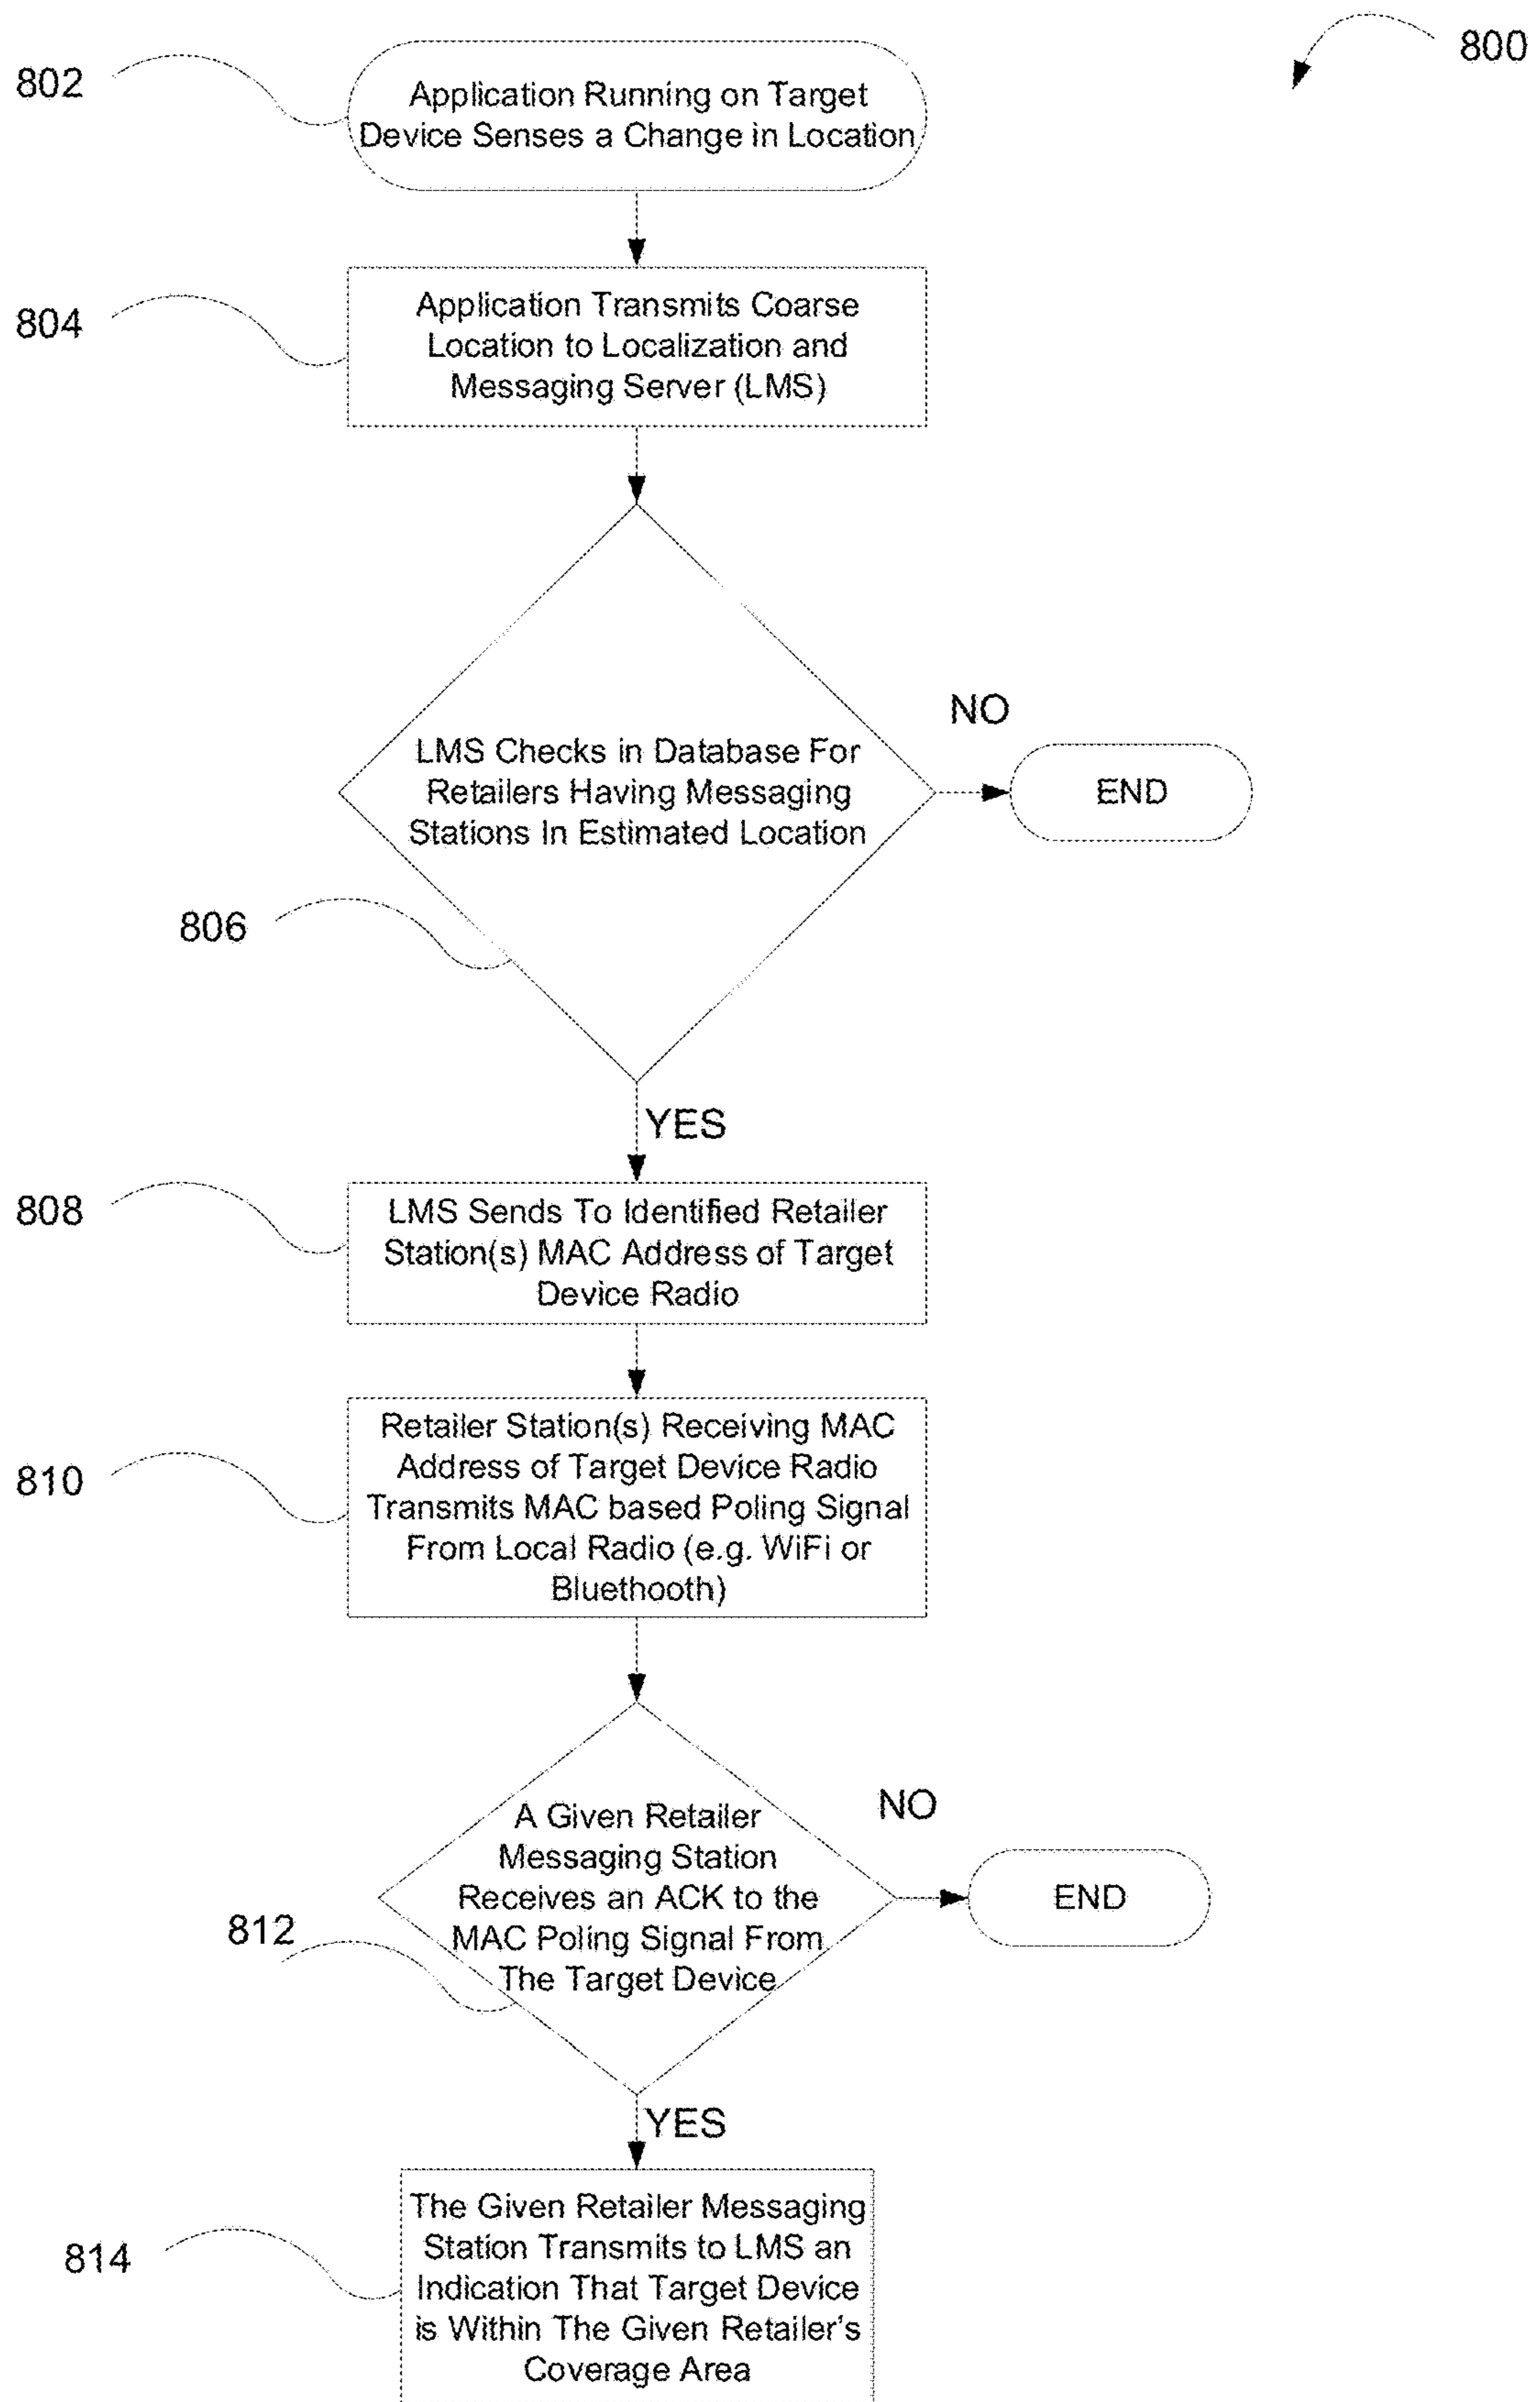 800
802
Application Running on Target
Device Senses a Change in Location
804
Application Transmits Coarse
Location to Localization and
Messaging Server (LMS)
LMS Checks in Database For
Retailers Having Messaging
Stations In Estimated Location
NO
END
806
YES
808
LMS Sends To Identified Retailer
Station(s) MAC Address of Target
Device Radio
810
Retailer Station(s) Receiving MAC
Address of Target Device Radio
Transmits MAC based Poling Signal
From Local Radio (e.g. WiFi or
Bluethooth)
A Given Retailer
Messaging Station
Receives an ACK to the
MAC Poling Signal From
The Target Device
NO
END
812
YES
814
The Given Retailer Messaging
Station Transmits to LMS an
Indication That Target Device
is Within The Given Retailer's
Coverage Area